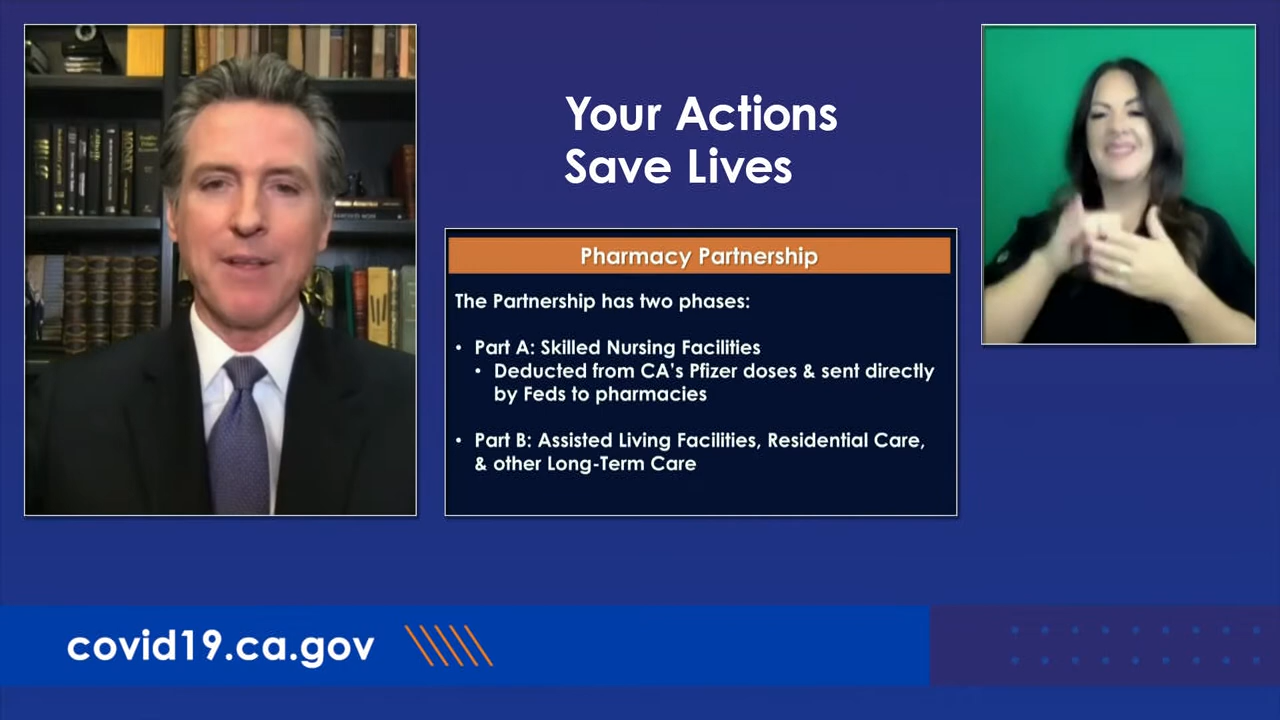 Your Actions
Save Lives
Pharmacy Partnership
The Partnership has two phases:
• Part A: Skilled Nursing Facilities
• Deducted from CA's Pfizer doses & sent directly
by Feds to pharmacies
• Part B: Assisted Living Facilities, Residential Care,
& other Long-Term Care
covid19.ca.gov
MONEY